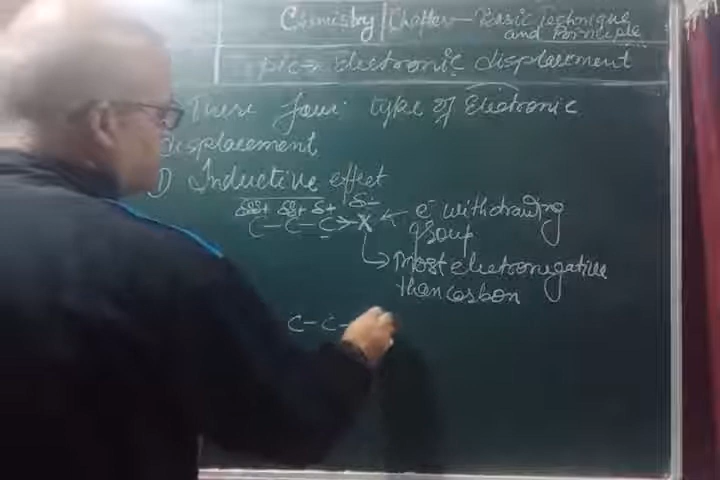 Chemistry/Chapter - Basic Technique
and Principle
pic → electronic displacement
There four type of Electronic
displacement
1) Inductive effect
δδδ+ δδ+ δ+ δ-
C-C-C>X ← e⁻ withdrawing
group
↳ most electronegative
than carbon
C-C-